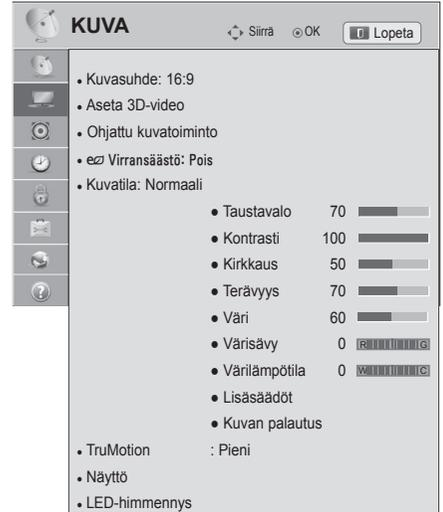 KUVA Siirrä OK Lopeta
• Kuvasuhde: 16:9
• Aseta 3D-video
• Ohjattu kuvatoiminto
• e Virransäästö: Pois
• Kuvatila: Normaali
• Taustavalo 70
• Kontrasti 100
• Kirkkaus 50
• Terävyys 70
• Väri 60
• Värisävy 0 R G
• Värilämpötila 0 W C
• Lisäsäädöt
• Kuvan palautus
• TruMotion : Pieni
• Näyttö
• LED-himmennys